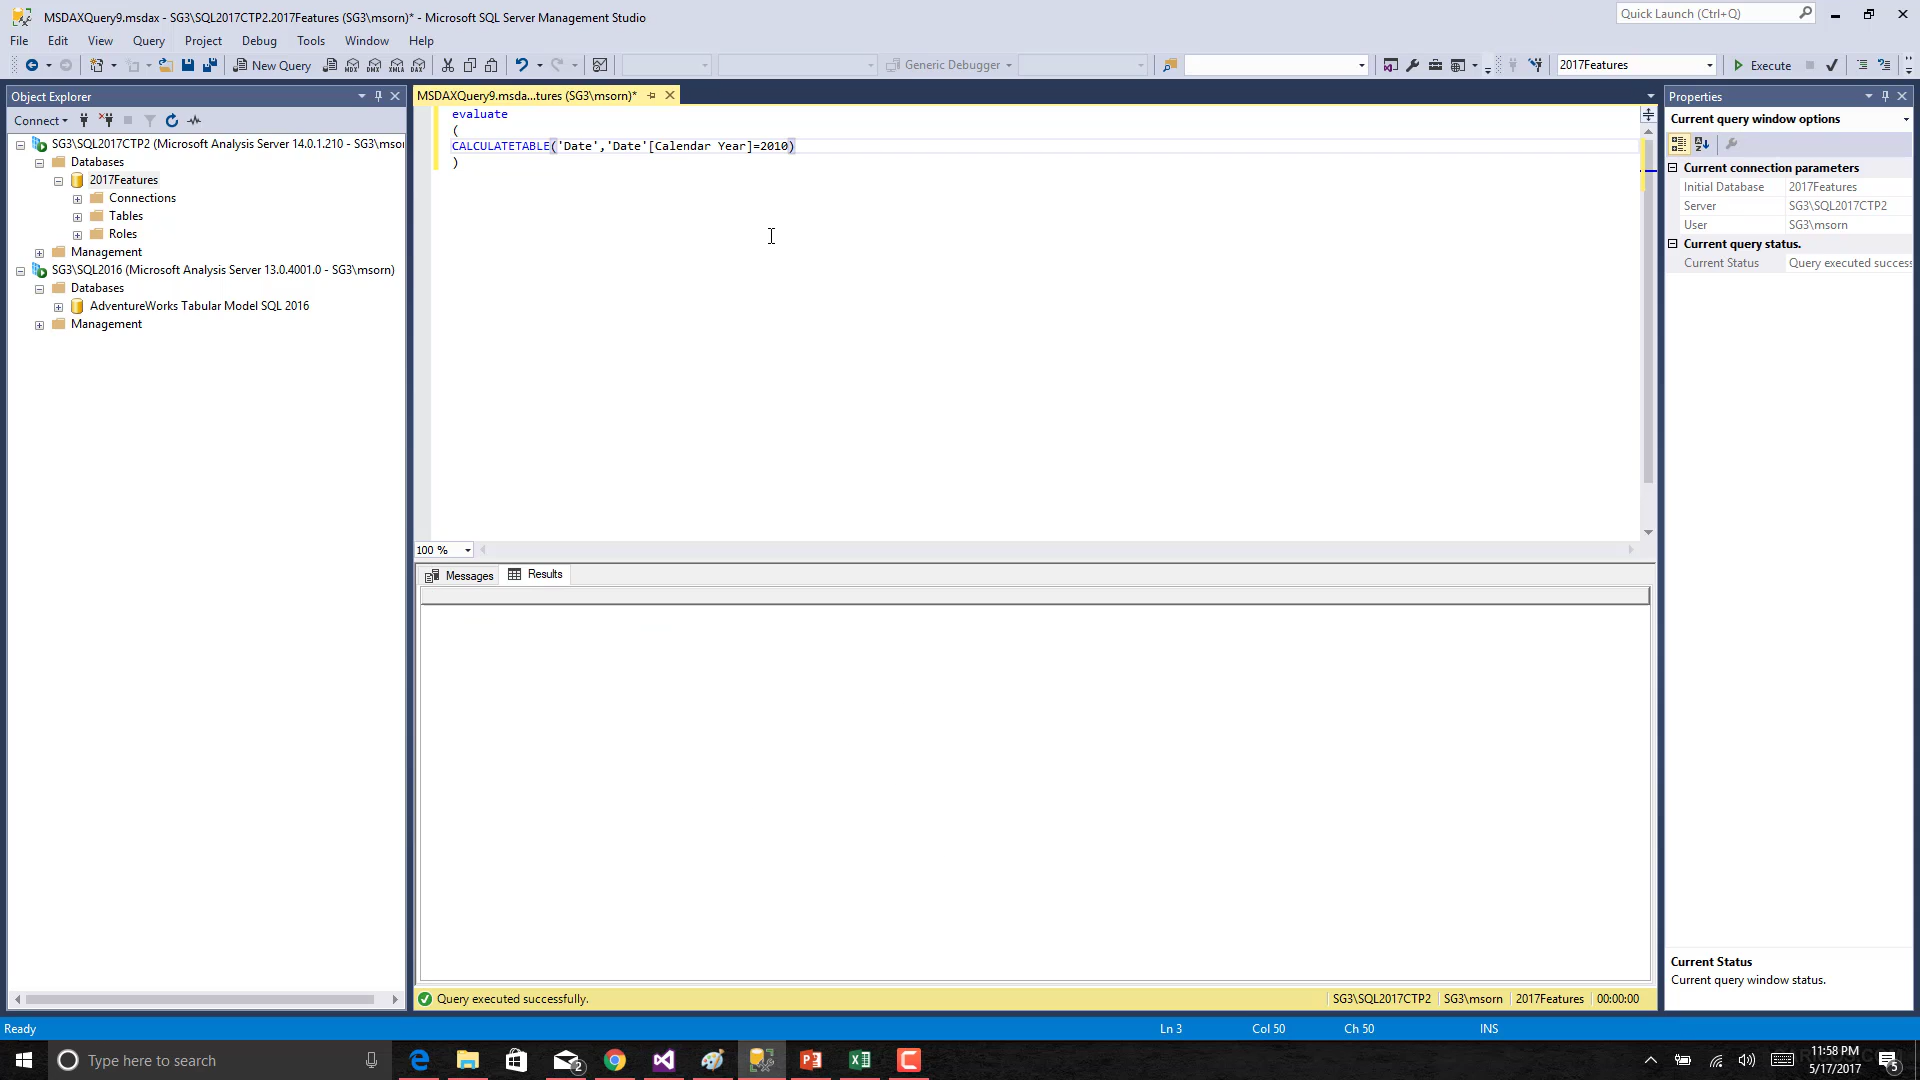 MSDAXQuery9.msdax - SG3\SQL2017CTP2.2017Features (SG3\msorn)* - Microsoft SQL Server Management Studio
Quick Launch (Ctrl+Q)
File Edit View Query Project Debug Tools Window Help
New Query
MDX DMX XMLA DAX
Generic Debugger
2017Features
Execute
Object Explorer
MSDAXQuery9.msda...tures (SG3\msorn)*
Properties
Connect
SG3\SQL2017CTP2 (Microsoft Analysis Server 14.0.1.210 - SG3\msor
Databases
2017Features
Connections
Tables
Roles
Management
SG3\SQL2016 (Microsoft Analysis Server 13.0.4001.0 - SG3\msorn)
Databases
AdventureWorks Tabular Model SQL 2016
Management
evaluate
(
CALCULATETABLE('Date','Date'[Calendar Year]=2010)
)
100 %
Messages Results
Query executed successfully.
SG3\SQL2017CTP2 SG3\msorn 2017Features 00:00:00
Current query window options
Current connection parameters
Initial Database 2017Features
Server SG3\SQL2017CTP2
User SG3\msorn
Current query status.
Current Status Query executed success
Current Status
Current query window status.
Ready Ln 3 Col 50 Ch 50 INS
Type here to search
2
11:58 PM
5/17/2017
5